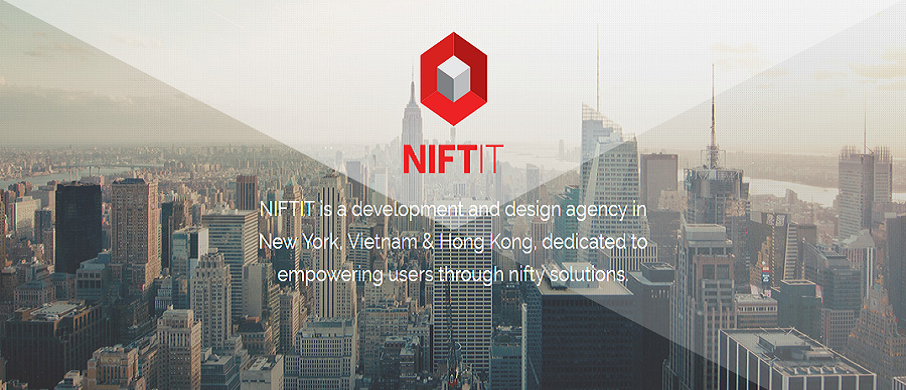 NIFTIT
NIFTIT is a development and design agency in
New York, Vietnam & Hong Kong, dedicated to
empowering users through nifty solutions.